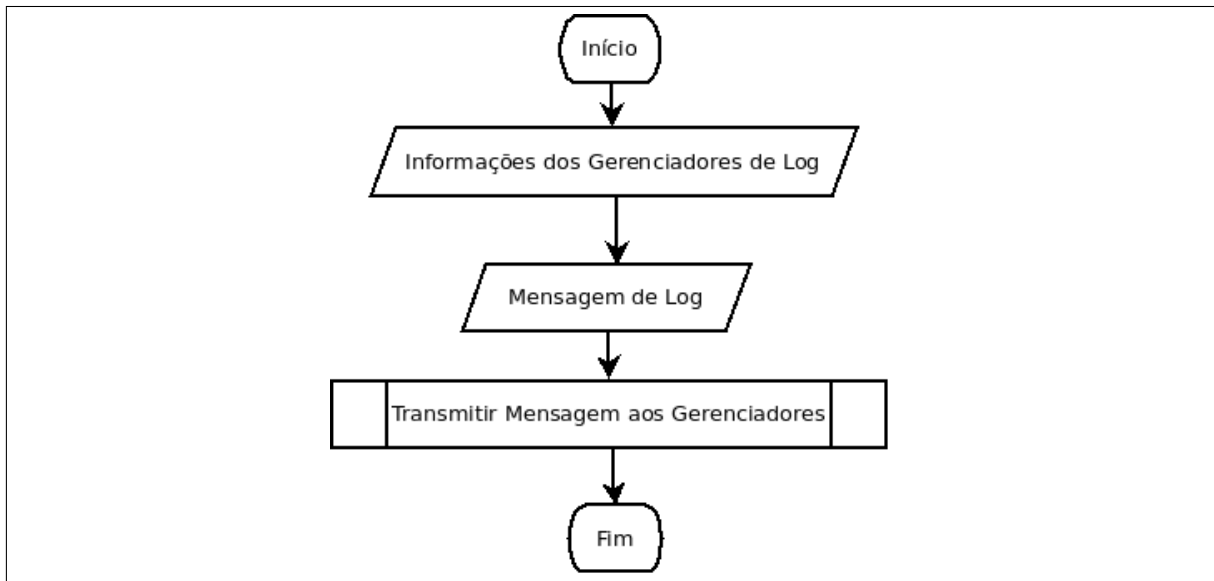 Início
Informações dos Gerenciadores de Log
Mensagem de Log
Transmitir Mensagem aos Gerenciadores
Fim